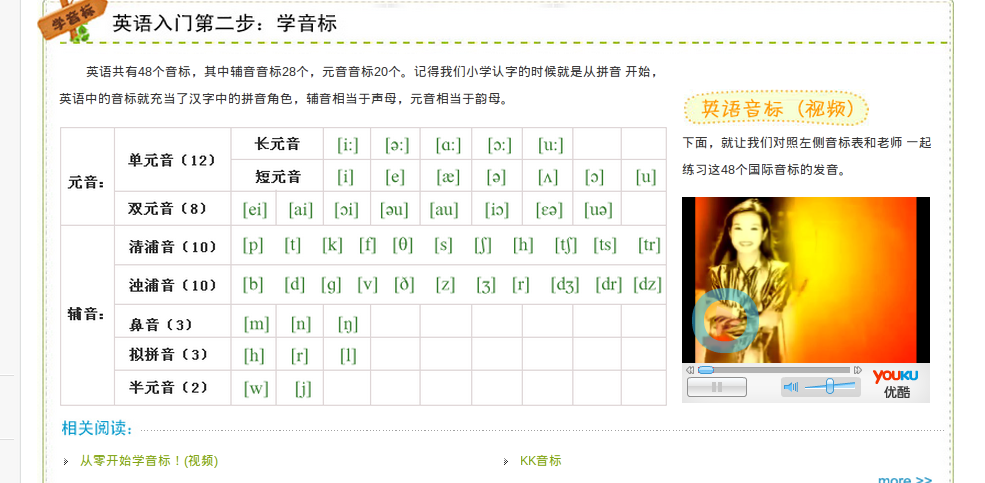 学音标
英语入门第二步：学音标
英语共有48个音标，其中辅音音标28个，元音音标20个。记得我们小学认字的时候就是从拼音 开始，
英语中的音标就充当了汉字中的拼音角色，辅音相当于声母，元音相当于韵母。
元音：
单元音（12）
长元音 [i:] [ə:] [ɑ:] [ɔ:] [u:]
短元音 [i] [e] [æ] [ə] [ʌ] [ɔ] [u]
双元音（8） [ei] [ai] [ɔi] [əu] [au] [iɔ] [ɛə] [uə]
辅音：
清浦音（10） [p] [t] [k] [f] [θ] [s] [ʃ] [h] [tʃ] [ts] [tr]
浊浦音（10） [b] [d] [g] [v] [ð] [z] [ʒ] [r] [dʒ] [dr] [dz]
鼻音（3） [m] [n] [ŋ]
拟拼音（3） [h] [r] [l]
半元音（2） [w] [j]
英语音标（视频）
下面，就让我们对照左侧音标表和老师 一起
练习这48个国际音标的发音。
YOUKU
优酷
相关阅读：
从零开始学音标！(视频)
KK音标
more >>